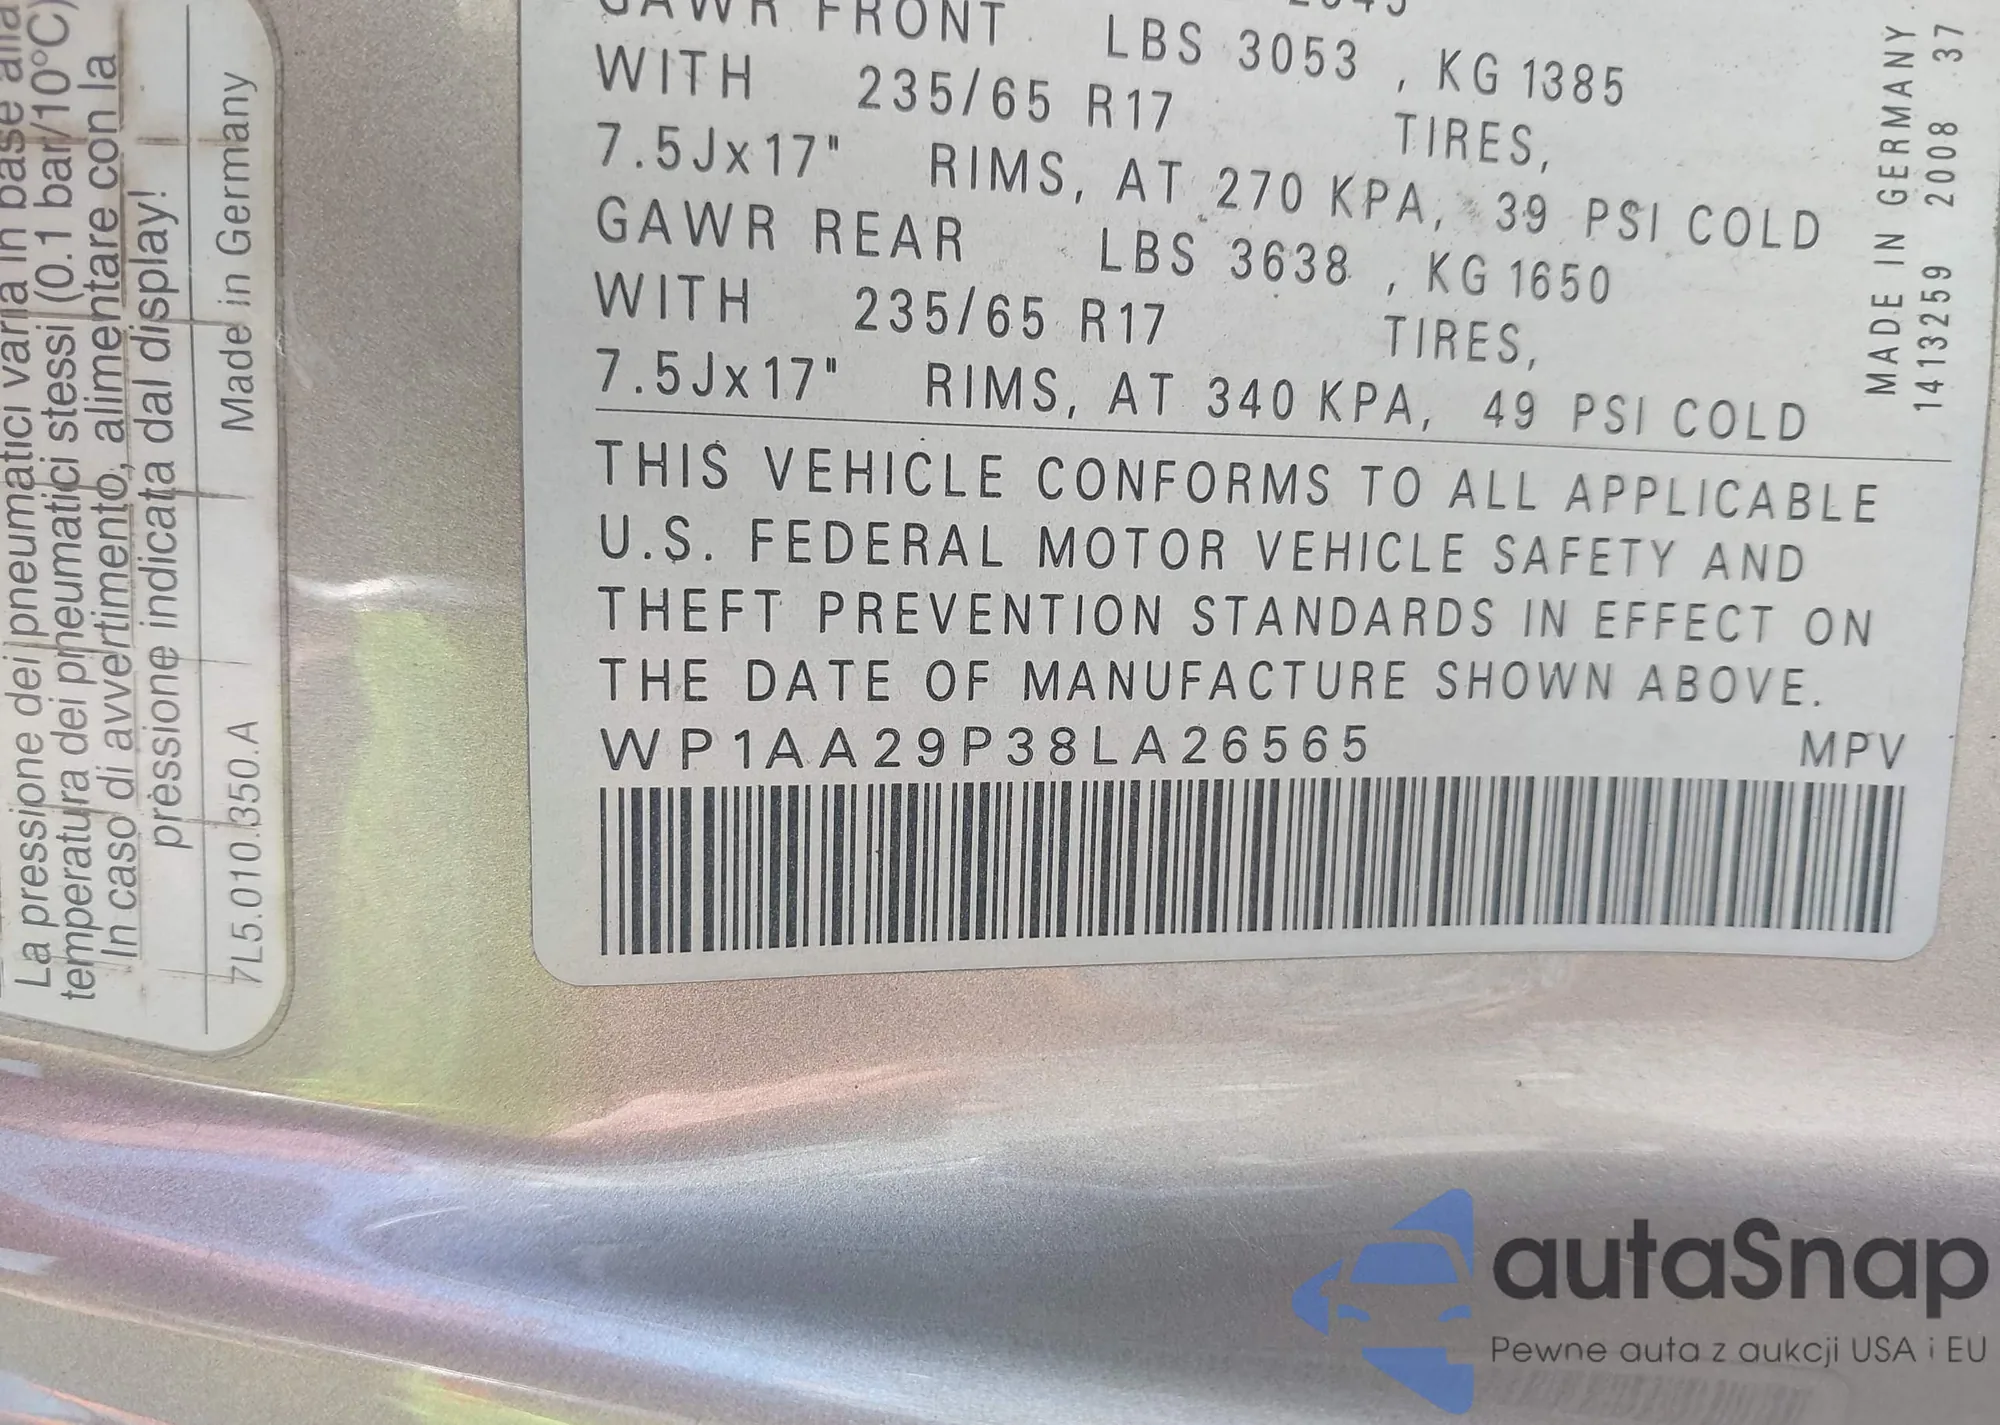 La pressione dei pneumatici varia in base alla
temperatura dei pneumatici stessi (0.1 bar/10°C)
In caso di avvertimento, alimentare con la
pressione indicata dal display!
7L5.010.350.A Made in Germany
GAWR FRONT LBS 3053 , KG 1385
WITH 235/65 R17 TIRES,
7.5Jx17" RIMS, AT 270 KPA, 39 PSI COLD
GAWR REAR LBS 3638 , KG 1650
WITH 235/65 R17 TIRES,
7.5Jx17" RIMS, AT 340 KPA, 49 PSI COLD
MADE IN GERMANY
1413259 2008 37
THIS VEHICLE CONFORMS TO ALL APPLICABLE
U.S. FEDERAL MOTOR VEHICLE SAFETY AND
THEFT PREVENTION STANDARDS IN EFFECT ON
THE DATE OF MANUFACTURE SHOWN ABOVE.
WP1AA29P38LA26565 MPV
autaSnap
Pewne auta z aukcji USA i EU